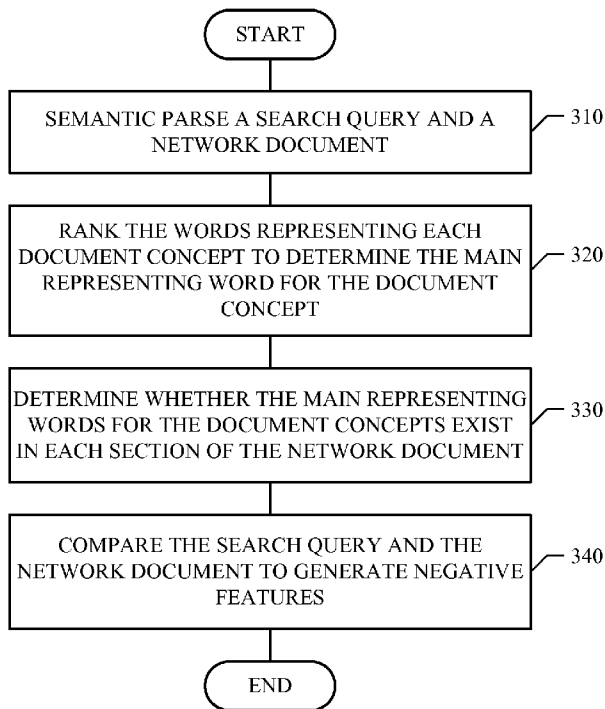 START
SEMANTIC PARSE A SEARCH QUERY AND A
NETWORK DOCUMENT
310
RANK THE WORDS REPRESENTING EACH
DOCUMENT CONCEPT TO DETERMINE THE MAIN
REPRESENTING WORD FOR THE DOCUMENT
CONCEPT
320
DETERMINE WHETHER THE MAIN REPRESENTING
WORDS FOR THE DOCUMENT CONCEPTS EXIST
IN EACH SECTION OF THE NETWORK DOCUMENT
330
COMPARE THE SEARCH QUERY AND THE
NETWORK DOCUMENT TO GENERATE NEGATIVE
FEATURES
340
END